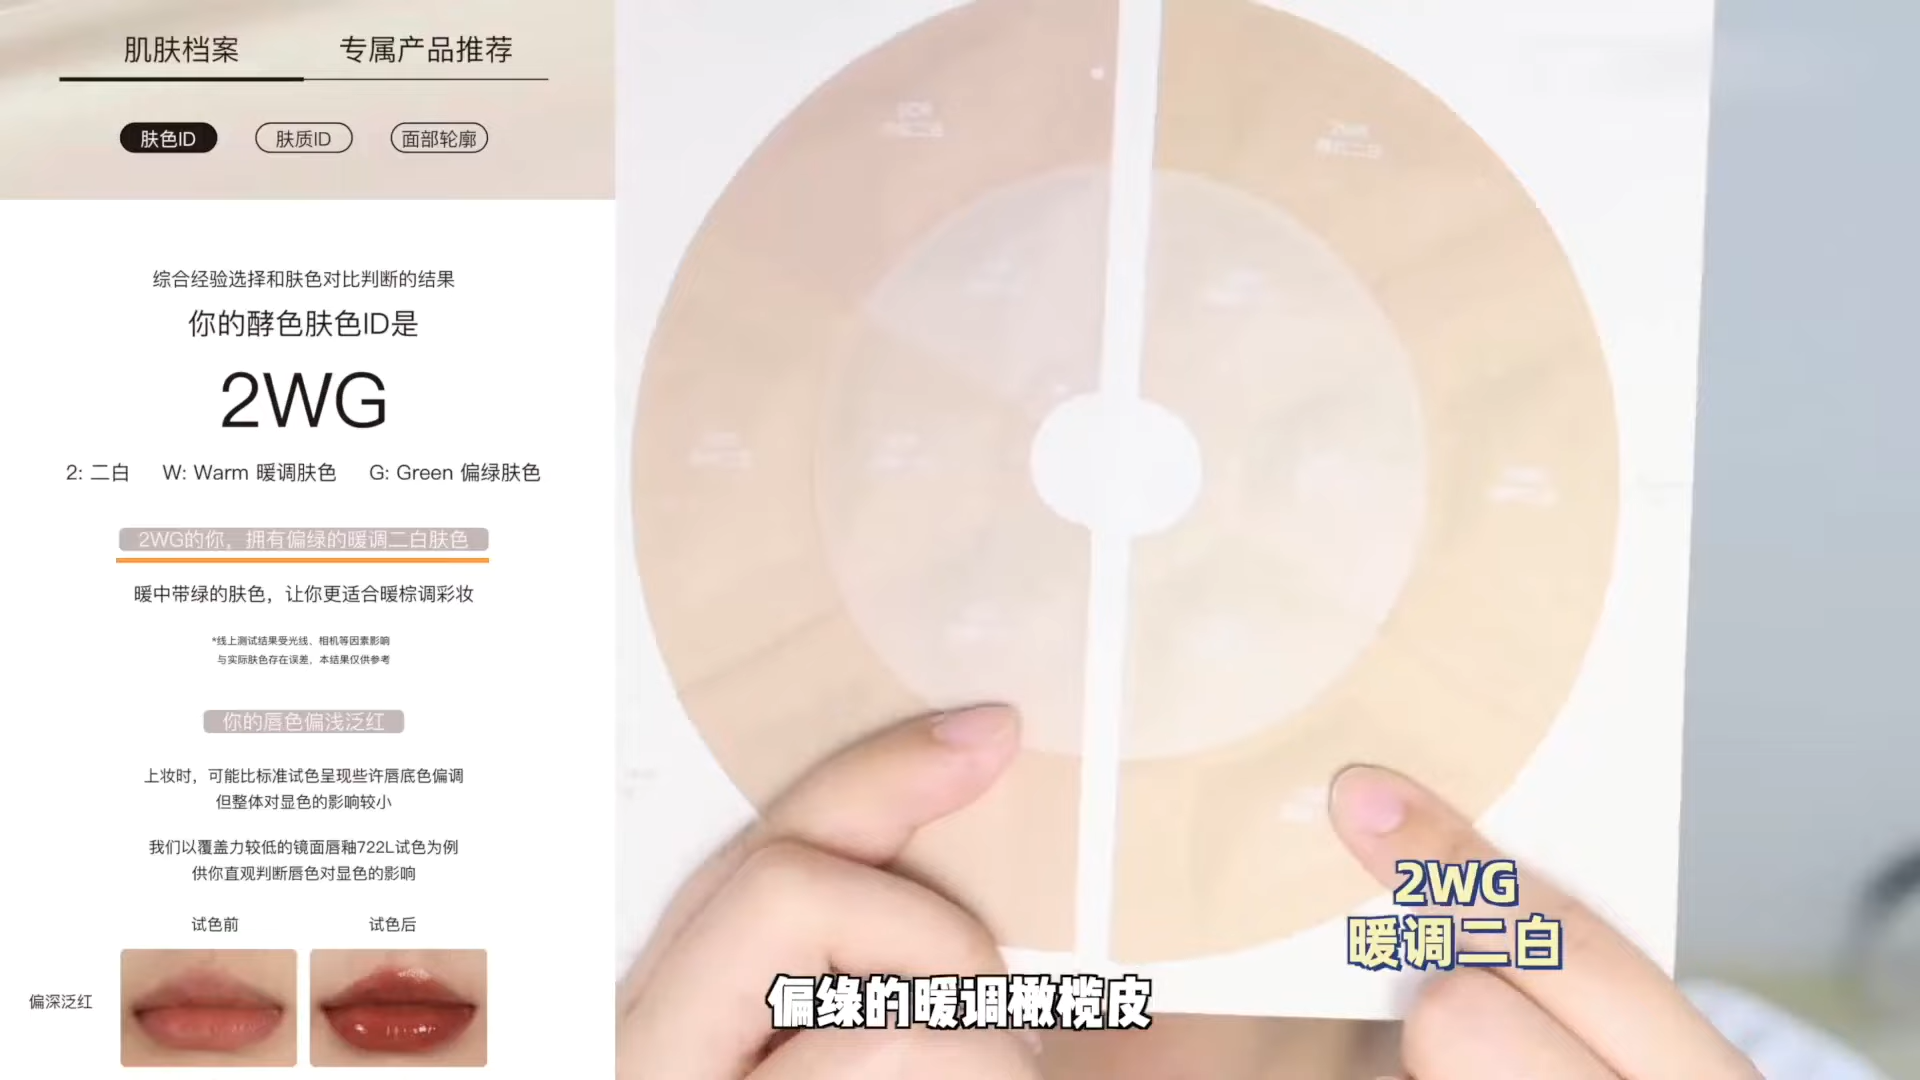 肌肤档案
专属产品推荐
肤色ID
肤质ID
面部轮廓
综合经验选择和肤色对比判断的结果
你的酵色肤色ID是
2WG
2: 二白 W: Warm 暖调肤色 G: Green 偏绿肤色
2WG的你，拥有偏绿的暖调二白肤色
暖中带绿的肤色，让你更适合暖棕调彩妆
*线上测试结果受光线、相机等因素影响
与实际肤色存在误差，本结果仅供参考
你的唇色偏浅泛红
上妆时，可能比标准试色呈现些许唇底色偏调
但整体对显色的影响较小
我们以覆盖力较低的镜面唇釉722L试色为例
供你直观判断唇色对显色的影响
试色前
试色后
偏深泛红
2WG
暖调二白
偏绿的暖调橄榄皮